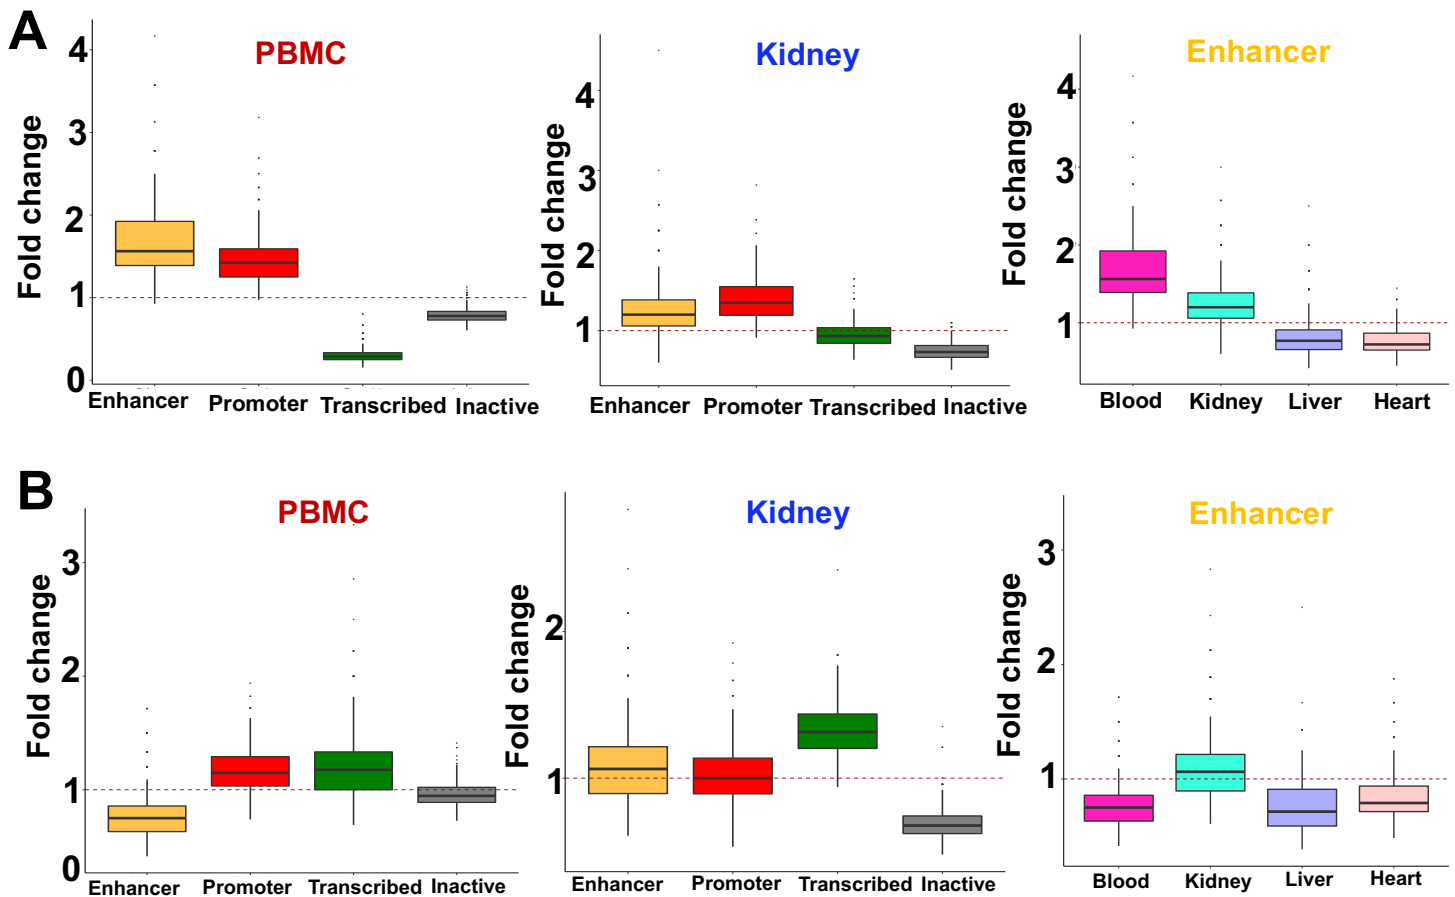 A
PBMC
Kidney
Enhancer
Fold change
4
3
2
1
0
Enhancer Promoter Transcribed Inactive
Fold change
4
3
2
1
Enhancer Promoter Transcribed Inactive
Fold change
4
3
2
1
Blood Kidney Liver Heart
B
PBMC
Kidney
Enhancer
Fold change
3
2
1
0
Enhancer Promoter Transcribed Inactive
Fold change
2
1
Enhancer Promoter Transcribed Inactive
Fold change
3
2
1
Blood Kidney Liver Heart